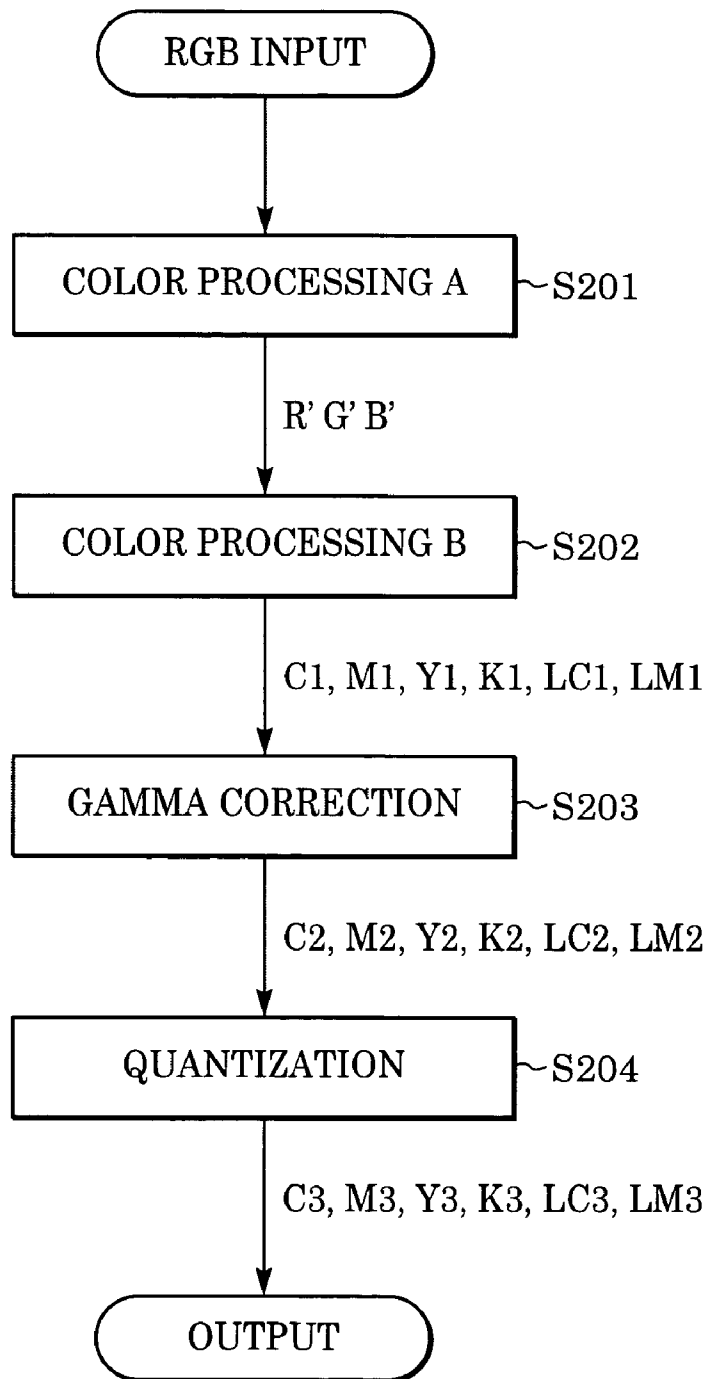 RGB INPUT
COLOR PROCESSING A
S201
R' G' B'
COLOR PROCESSING B
S202
C1, M1, Y1, K1, LC1, LM1
GAMMA CORRECTION
S203
C2, M2, Y2, K2, LC2, LM2
QUANTIZATION
S204
C3, M3, Y3, K3, LC3, LM3
OUTPUT